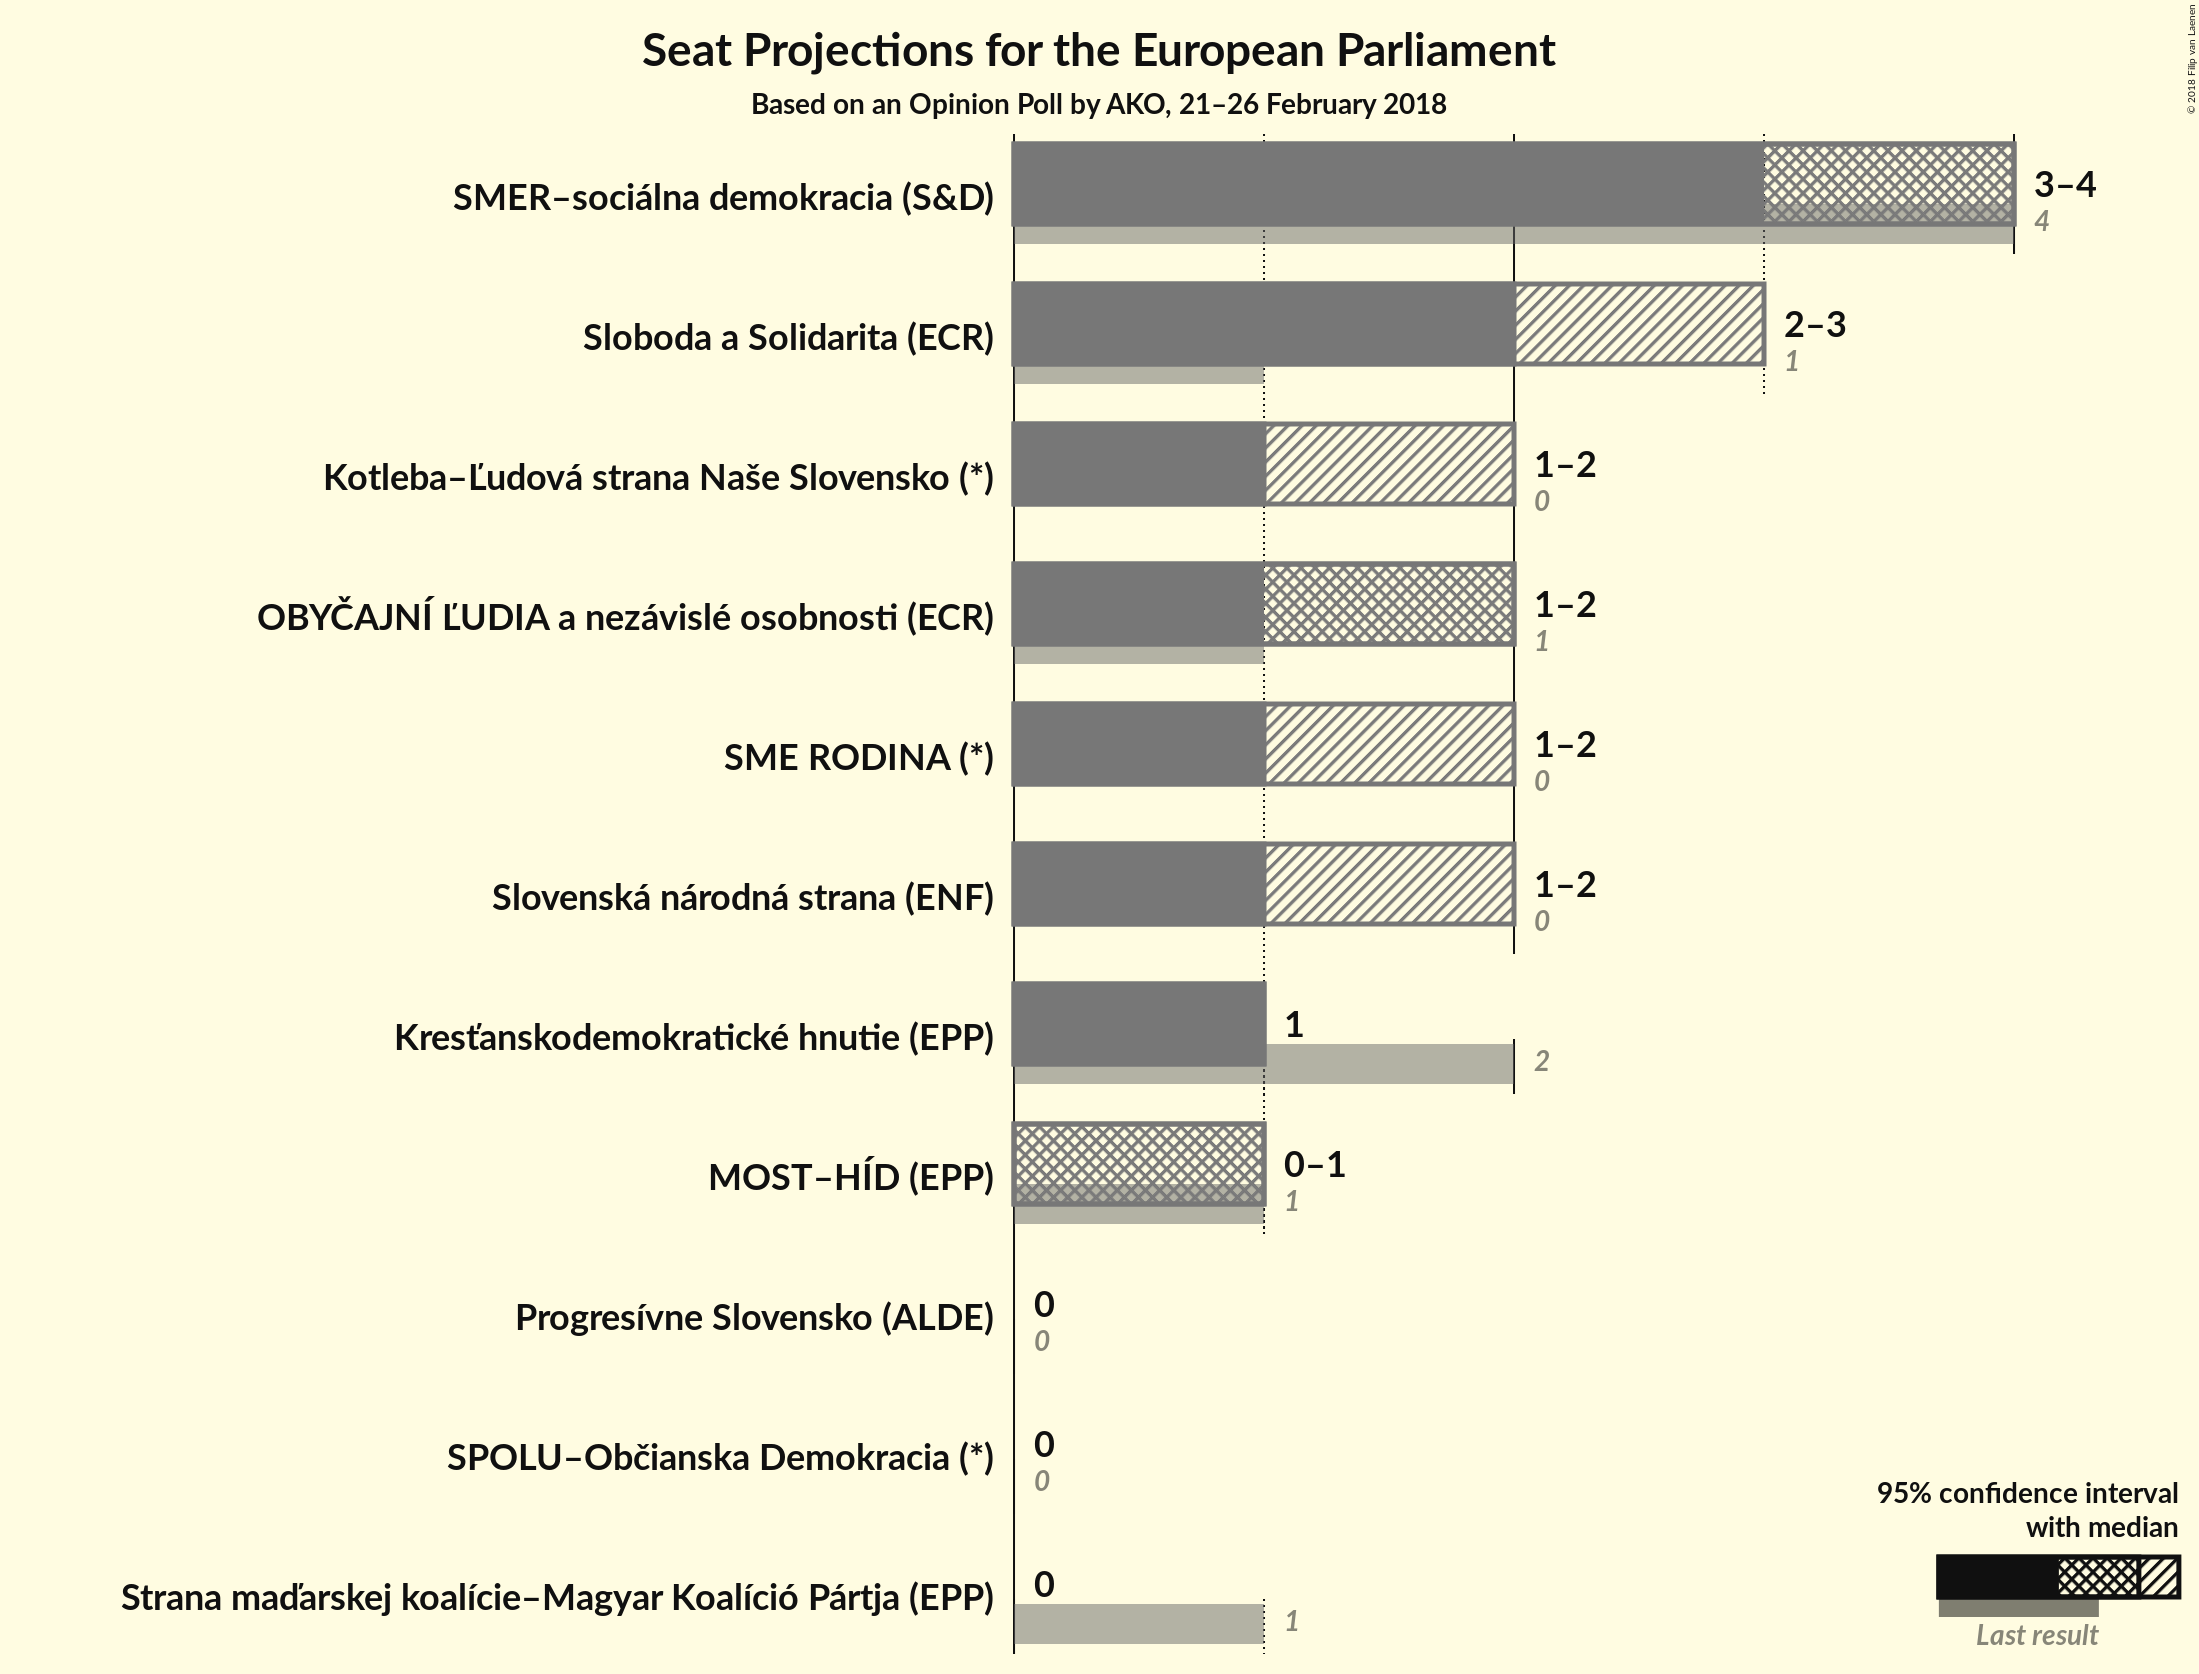 Seat Projections for the European Parliament
Based on an Opinion Poll by AKO, 21–26 February 2018
© 2018 Filip van Laenen
SMER–sociálna demokracia (S&D)
3–4
4
Sloboda a Solidarita (ECR)
2–3
1
Kotleba–Ľudová strana Naše Slovensko (*)
1–2
0
OBYČAJNÍ ĽUDIA a nezávislé osobnosti (ECR)
1–2
1
SME RODINA (*)
1–2
0
Slovenská národná strana (ENF)
1–2
0
Kresťanskodemokratické hnutie (EPP)
1
2
MOST–HÍD (EPP)
0–1
1
Progresívne Slovensko (ALDE)
0
0
SPOLU–Občianska Demokracia (*)
0
0
Strana maďarskej koalície–Magyar Koalíció Pártja (EPP)
0
1
95% confidence interval
with median
Last result